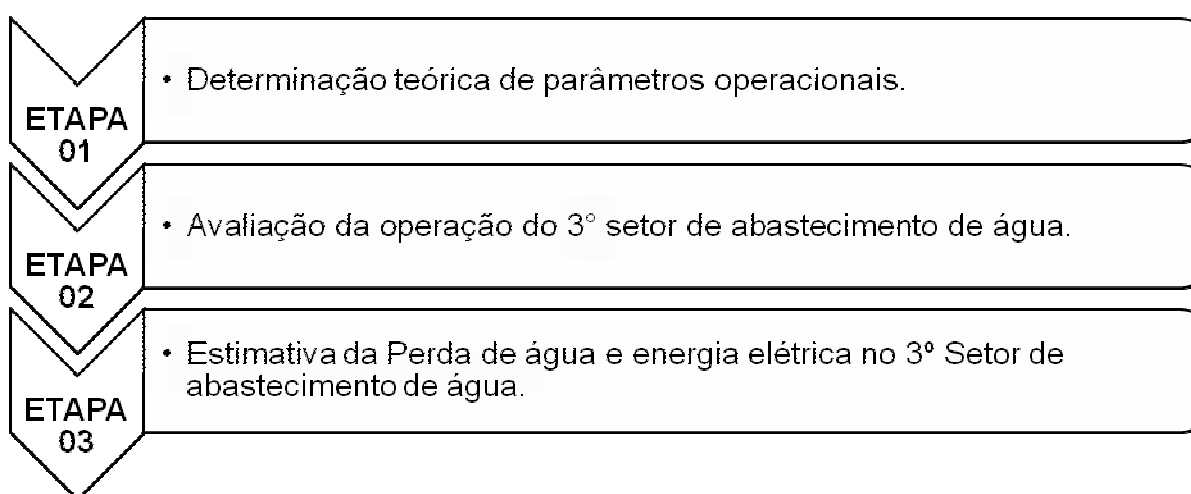 ETAPA
01
• Determinação teórica de parâmetros operacionais.
ETAPA
02
• Avaliação da operação do 3° setor de abastecimento de água.
ETAPA
03
• Estimativa da Perda de água e energia elétrica no 3º Setor de
abastecimento de água.